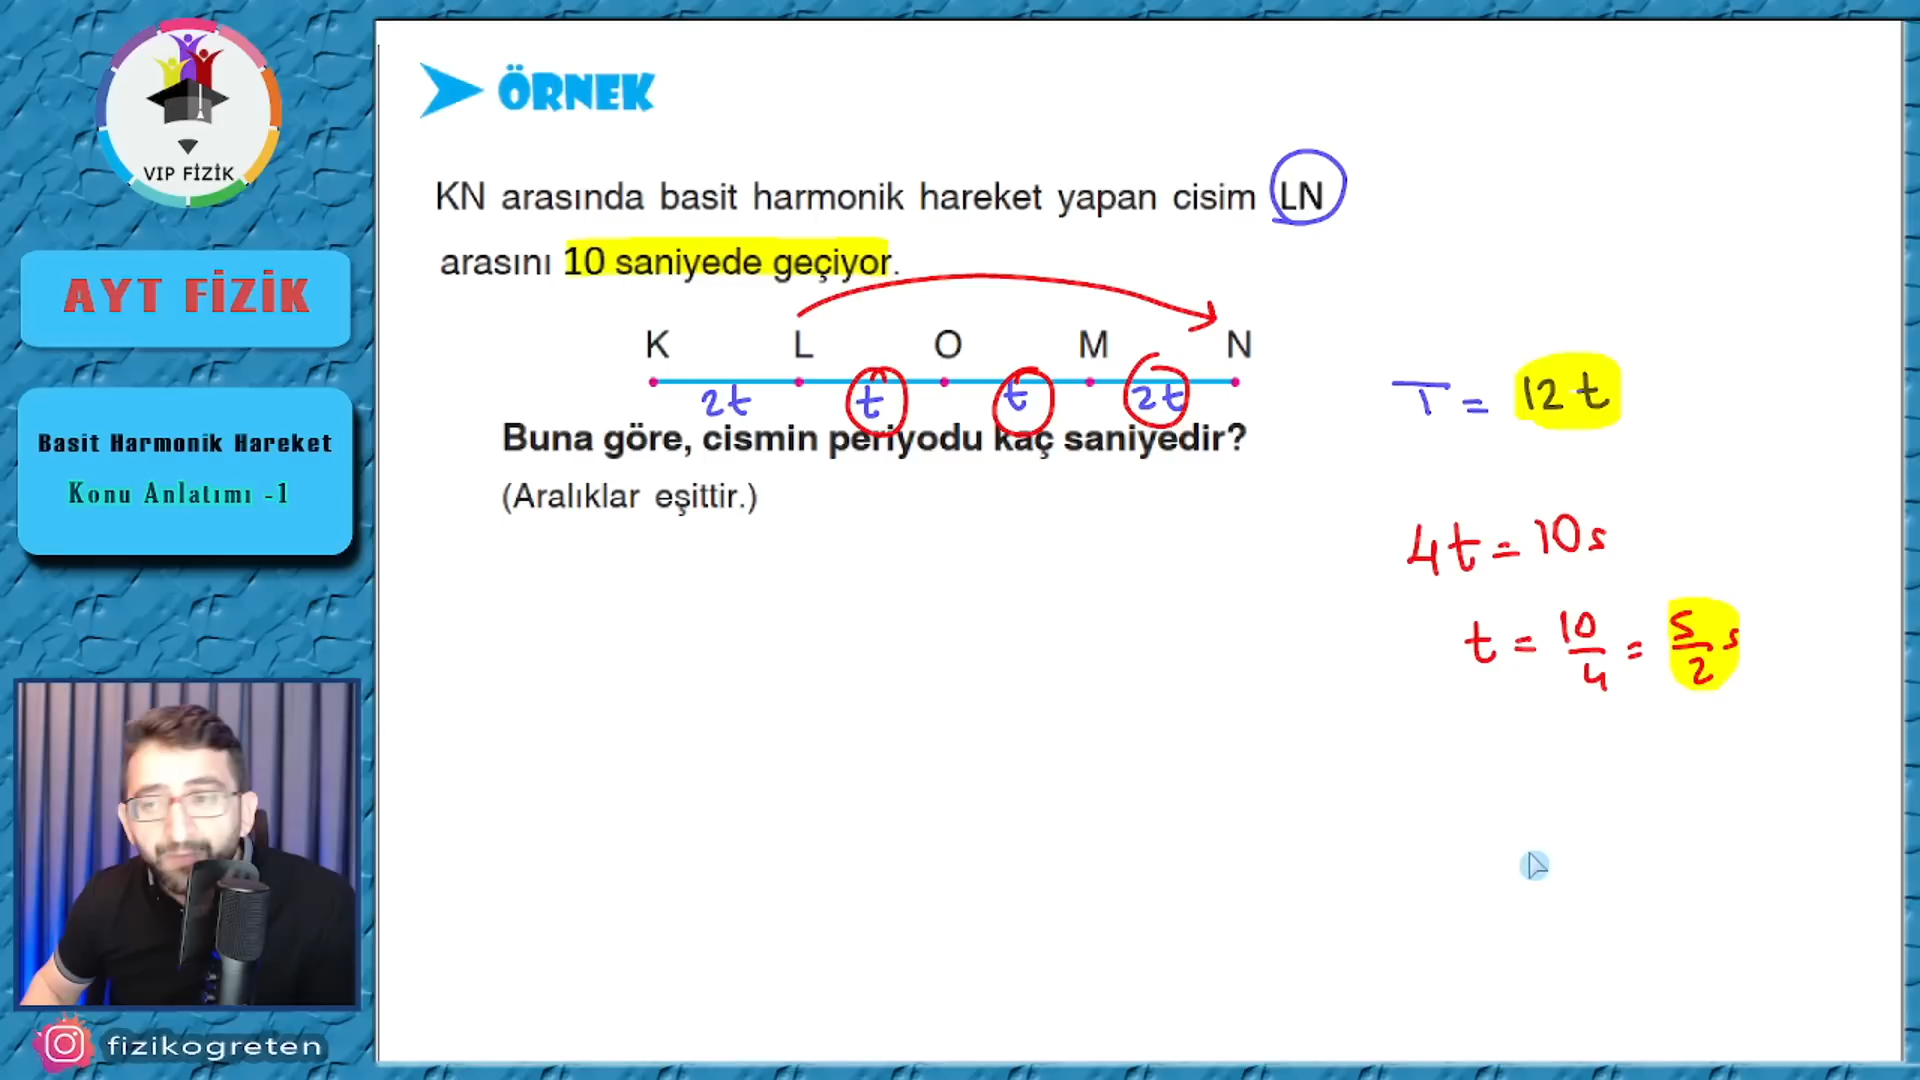 VIP FİZİK
AYT FİZİK
Basit Harmonik Hareket
Konu Anlatımı -1
fizikogreten
ÖRNEK
KN arasında basit harmonik hareket yapan cisim LN
arasını 10 saniyede geçiyor.
K L O M N
2t t t 2t
Buna göre, cismin periyodu kaç saniyedir?
(Aralıklar eşittir.)
T = 12t
4t = 10s
t = 10/4 = 5/2 s